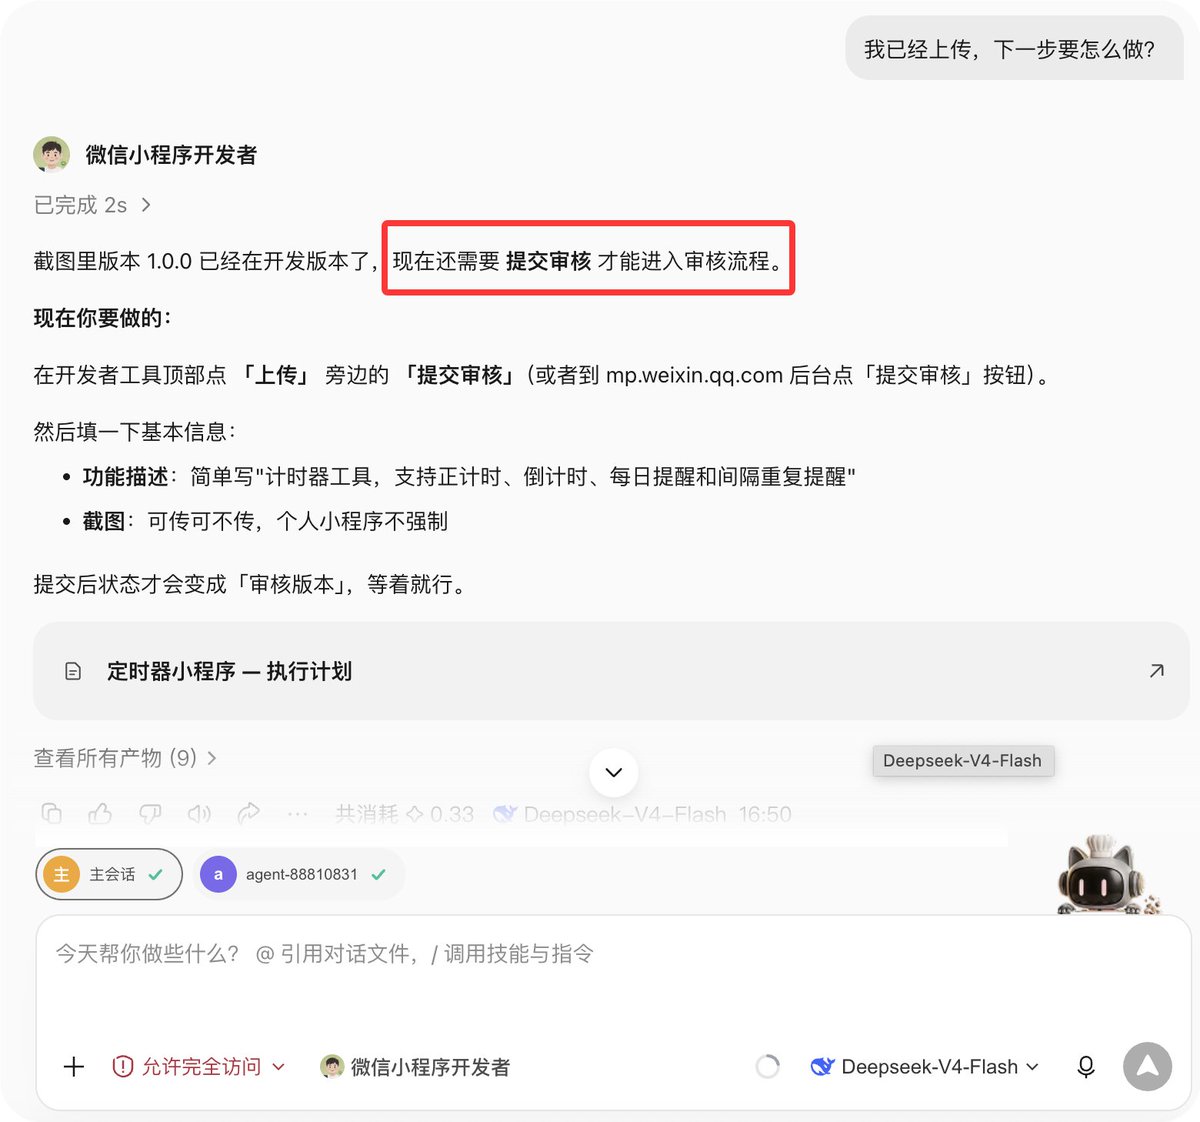 我已经上传，下一步要怎么做？
微信小程序开发者
已完成 2s
截图里版本 1.0.0 已经在开发版本了，现在还需要 提交审核 才能进入审核流程。
现在你要做的：
在开发者工具顶部点 「上传」 旁边的 「提交审核」（或者到 mp.weixin.qq.com 后台点「提交审核」按钮）。
然后填一下基本信息：
• 功能描述：简单写"计时器工具，支持正计时、倒计时、每日提醒和间隔重复提醒"
• 截图：可传可不传，个人小程序不强制
提交后状态才会变成「审核版本」，等着就行。
定时器小程序 — 执行计划
查看所有产物 (9)
Deepseek-V4-Flash
共消耗 0.33 Deepseek-V4-Flash 16:50
主 主会话
a agent-88810831
今天帮你做些什么？ @ 引用对话文件，/ 调用技能与指令
允许完全访问 微信小程序开发者 Deepseek-V4-Flash